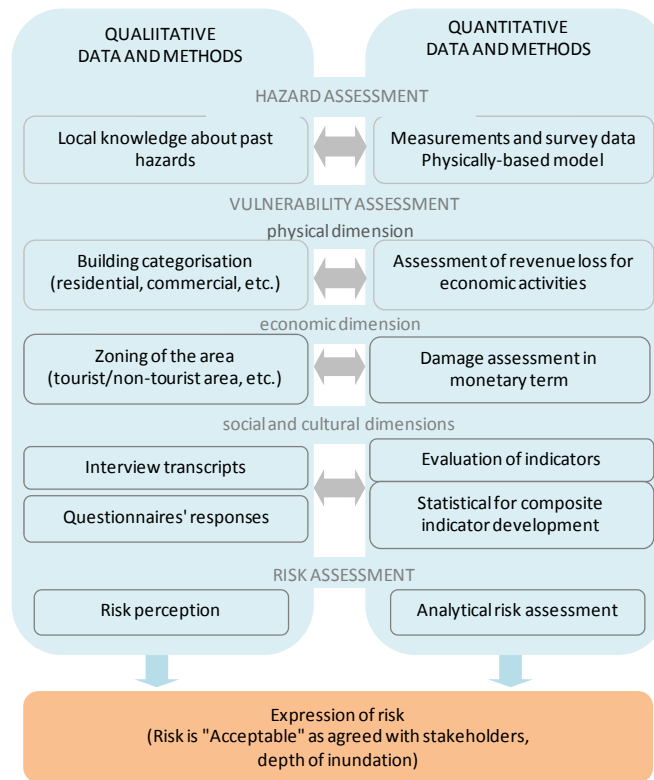 QUALIITATIVE
DATA AND METHODS
QUANTITATIVE
DATA AND METHODS
HAZARD ASSESSMENT
Local knowledge about past
hazards
Measurements and survey data
Physically-based model
VULNERABILITY ASSESSMENT
physical dimension
Building categorisation
(residential, commercial, etc.)
Assessment of revenue loss for
economic activities
economic dimension
Zoning of the area
(tourist/non-tourist area, etc.)
Damage assessment in
monetary term
social and cultural dimensions
Interview transcripts
Questionnaires' responses
Evaluation of indicators
Statistical for composite
indicator development
RISK ASSESSMENT
Risk perception
Analytical risk assessment
Expression of risk
(Risk is "Acceptable" as agreed with stakeholders,
depth of inundation)